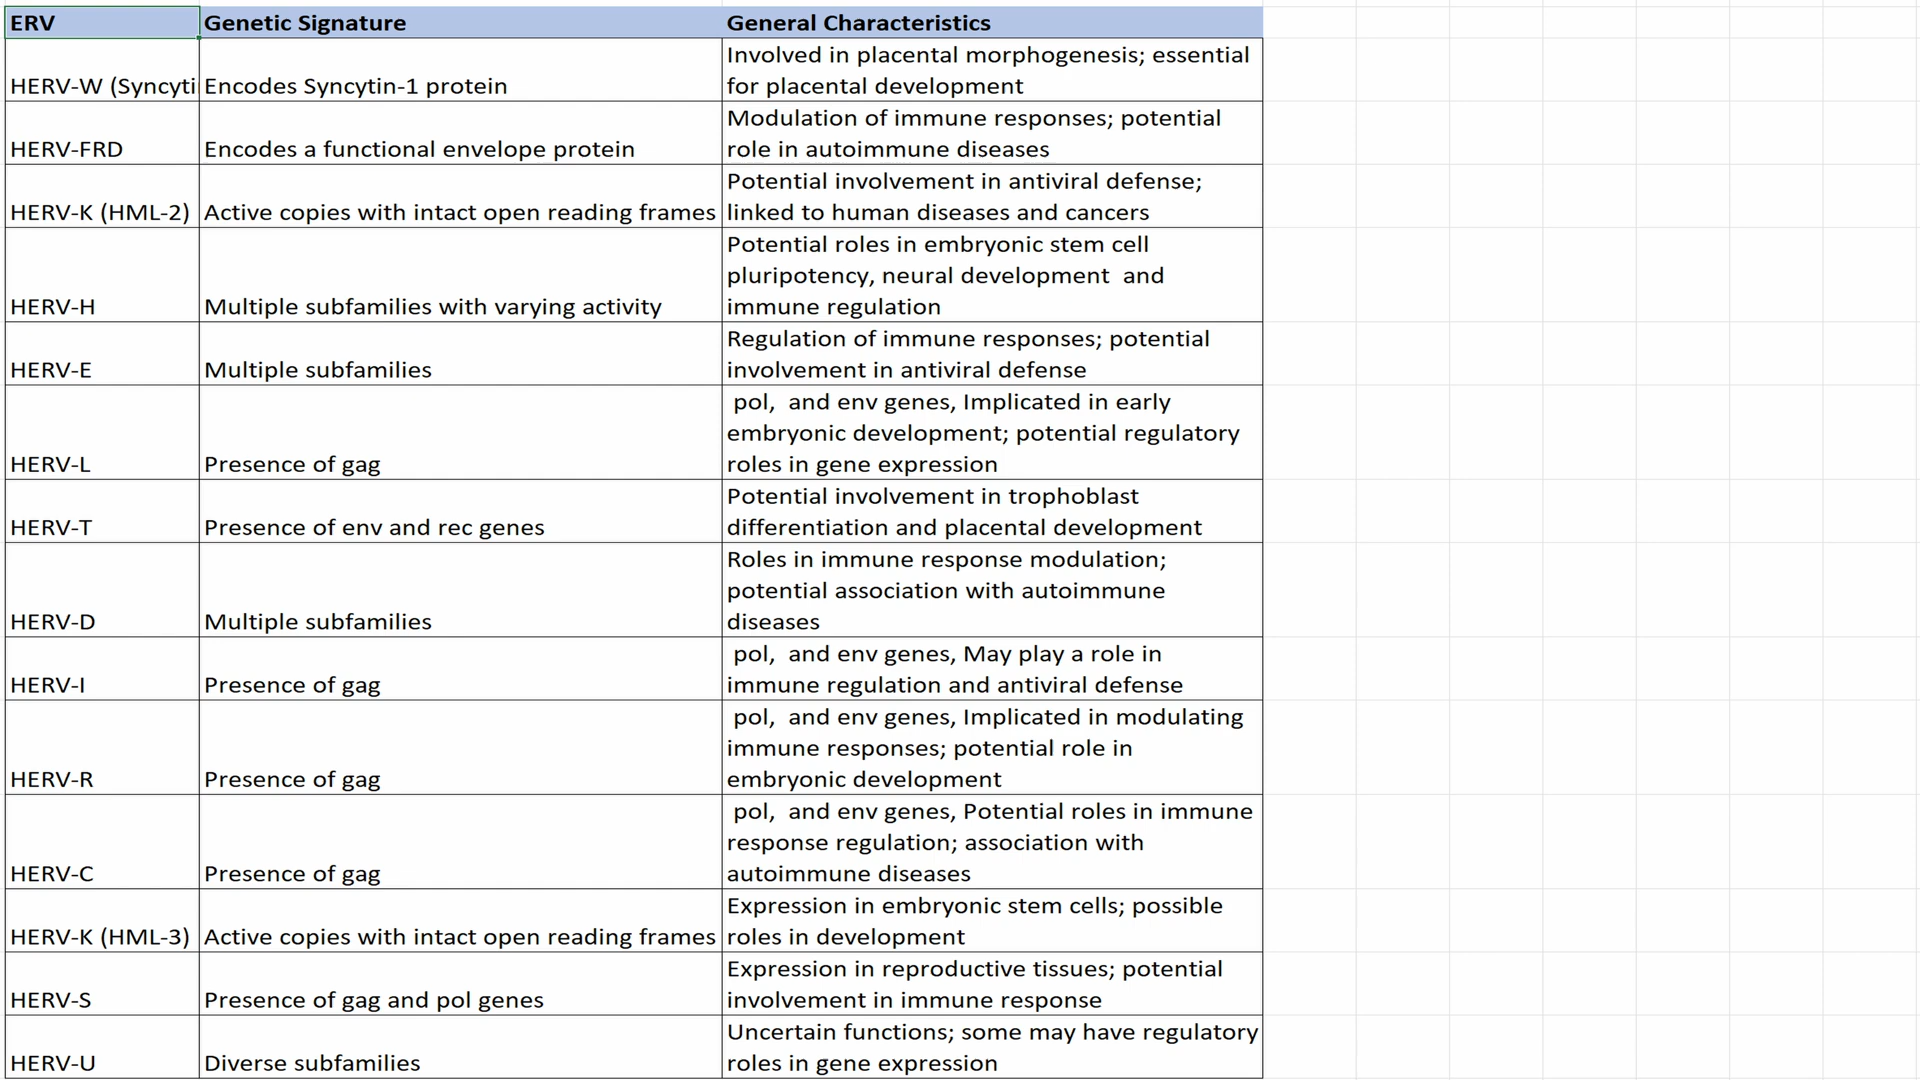 ERV Genetic Signature General Characteristics
HERV-W (Syncyti Encodes Syncytin-1 protein Involved in placental morphogenesis; essential
for placental development
HERV-FRD Encodes a functional envelope protein Modulation of immune responses; potential
role in autoimmune diseases
HERV-K (HML-2) Active copies with intact open reading frames Potential involvement in antiviral defense;
linked to human diseases and cancers
HERV-H Multiple subfamilies with varying activity Potential roles in embryonic stem cell
pluripotency, neural development  and
immune regulation
HERV-E Multiple subfamilies Regulation of immune responses; potential
involvement in antiviral defense
HERV-L Presence of gag pol,  and env genes, Implicated in early
embryonic development; potential regulatory
roles in gene expression
HERV-T Presence of env and rec genes Potential involvement in trophoblast
differentiation and placental development
HERV-D Multiple subfamilies Roles in immune response modulation;
potential association with autoimmune
diseases
HERV-I Presence of gag pol,  and env genes, May play a role in
immune regulation and antiviral defense
HERV-R Presence of gag pol,  and env genes, Implicated in modulating
immune responses; potential role in
embryonic development
HERV-C Presence of gag pol,  and env genes, Potential roles in immune
response regulation; association with
autoimmune diseases
HERV-K (HML-3) Active copies with intact open reading frames Expression in embryonic stem cells; possible
roles in development
HERV-S Presence of gag and pol genes Expression in reproductive tissues; potential
involvement in immune response
HERV-U Diverse subfamilies Uncertain functions; some may have regulatory
roles in gene expression